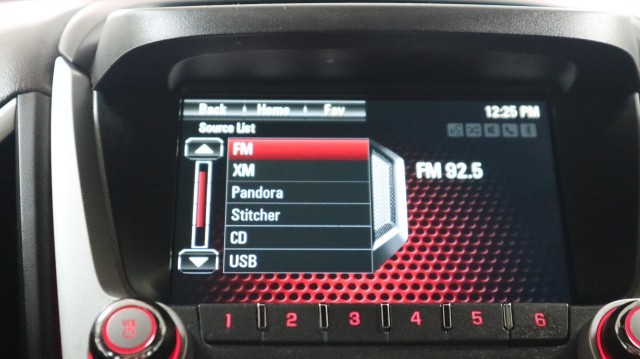 Back Home Fav 12:25 PM
Source List
FM
XM
FM 92.5
Pandora
Stitcher
CD
USB
1 2 3 4 5 6